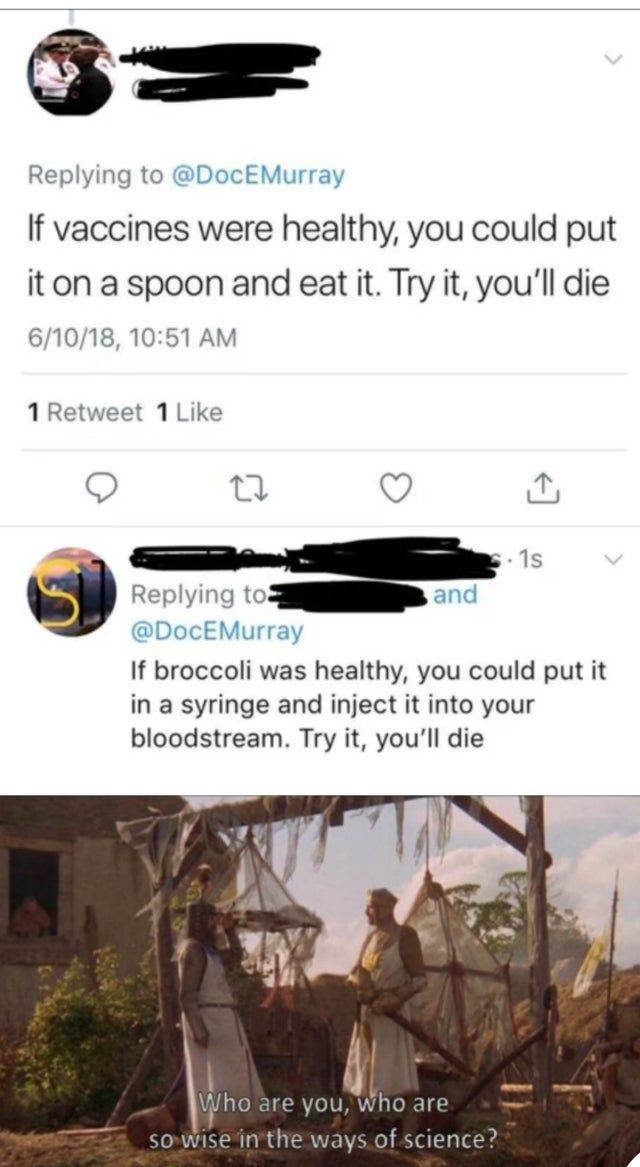 Replying to @DocEMurray
If vaccines were healthy, you could put
it on a spoon and eat it. Try it, you'll die
6/10/18, 10:51 AM
1 Retweet 1 Like
· 1s
Replying to and
@DocEMurray
If broccoli was healthy, you could put it
in a syringe and inject it into your
bloodstream. Try it, you'll die
Who are you, who are
so wise in the ways of science?